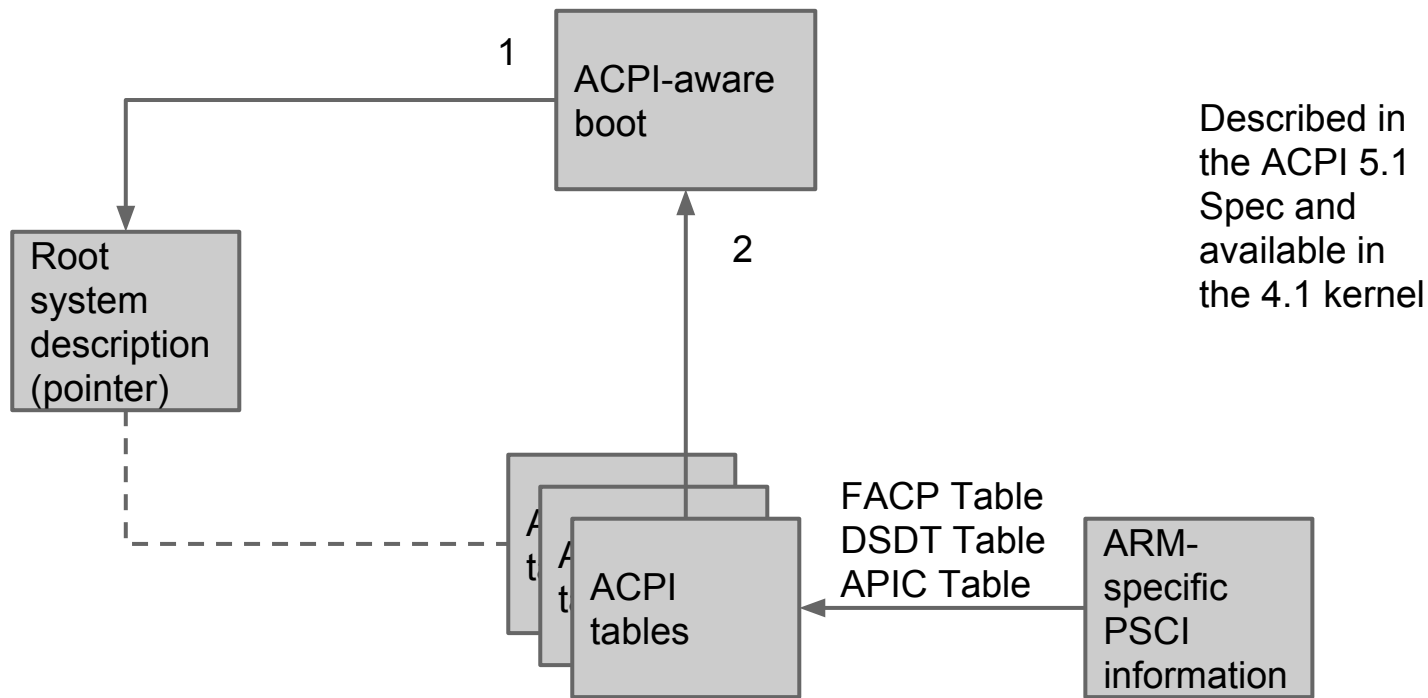 1
ACPI-aware
boot
Described in
the ACPI 5.1
Spec and
available in
the 4.1 kernel
Root
system
description
(pointer)
2
FACP Table
DSDT Table
APIC Table
ACPI
tables
ARM-
specific
PSCI
information